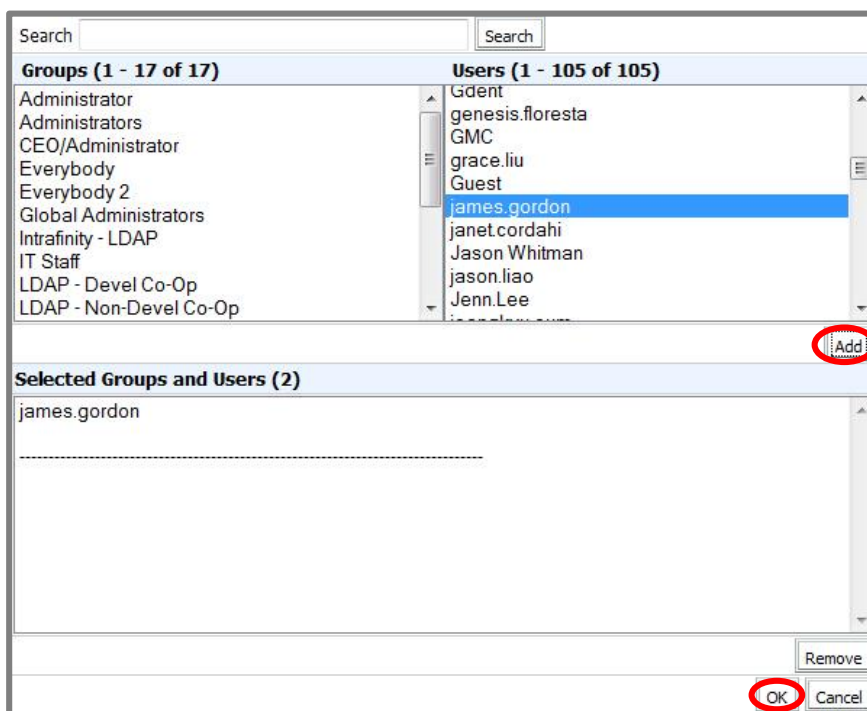 Search Search
Groups (1 - 17 of 17) Users (1 - 105 of 105)
Administrator
Administrators
CEO/Administrator
Everybody
Everybody 2
Global Administrators
Intrafinity - LDAP
IT Staff
LDAP - Devel Co-Op
LDAP - Non-Devel Co-Op
Gdent
genesis.floresta
GMC
grace.liu
Guest
james.gordon
janet.cordahi
Jason Whitman
jason.liao
Jenn.Lee
Add
Selected Groups and Users (2)
james.gordon
--------------------------------------------------------------------------------
Remove
OK Cancel